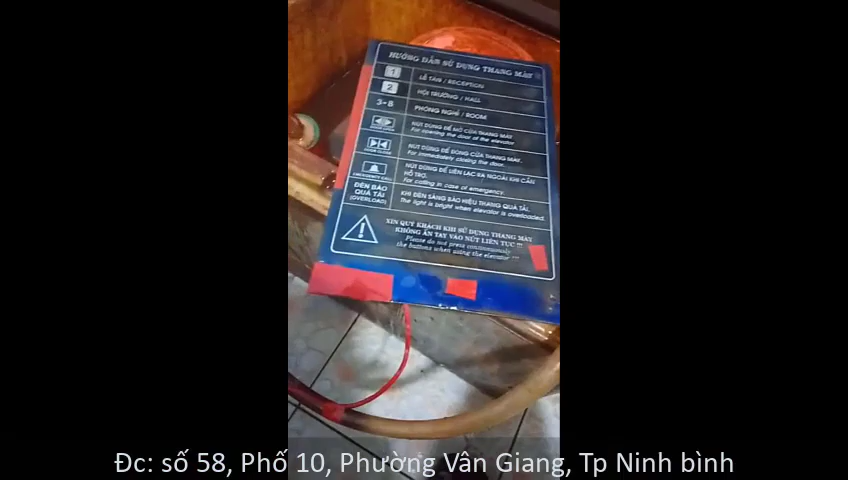 HƯỚNG DẪN SỬ DỤNG THANG MÁY
1 LỄ TÂN / RECEPTION
2 HỘI TRƯỜNG / HALL
3-8 PHÒNG NGHỈ / ROOM
NÚT DÙNG ĐỂ MỞ CỬA THANG MÁY
For opening the door of the elevator
NÚT DÙNG ĐỂ ĐÓNG CỬA THANG MÁY.
For immediately closing the door.
DOOR CLOSE
NÚT DÙNG ĐỂ LIÊN LẠC RA NGOÀI KHI CẦN
HỖ TRỢ.
For calling in case of emergency.
EMERGENCY CALL
ĐÈN BÁO
QUÁ TẢI
(OVERLOAD)
KHI ĐÈN SÁNG BÁO HIỆU THANG QUÁ TẢI.
The light is bright when elevator is overloaded.
XIN QUÝ KHÁCH KHI SỬ DỤNG THANG MÁY
KHÔNG ẤN TAY VÀO NÚT LIÊN TỤC !!!
Please do not press continuously
the buttons when using the elevator !!!
Đc: số 58, Phố 10, Phường Vân Giang, Tp Ninh bình